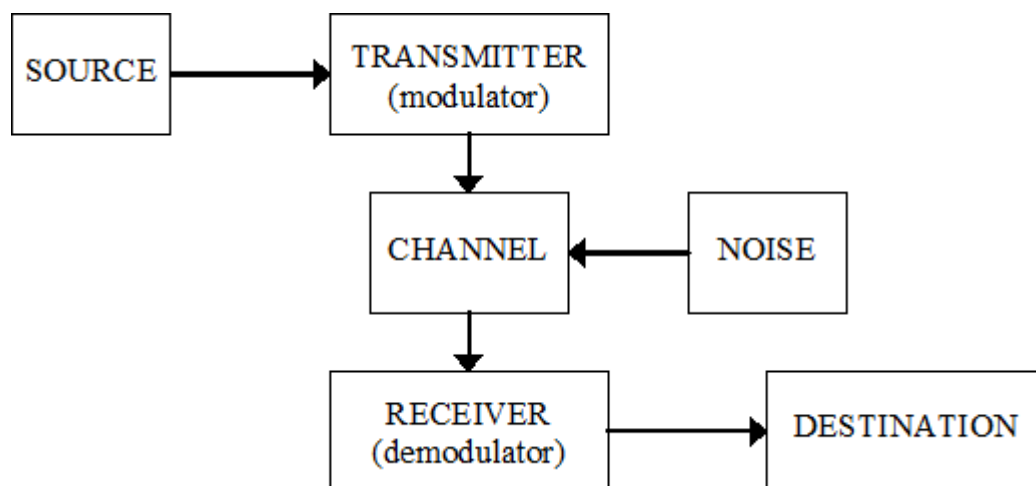 SOURCE
TRANSMITTER
(modulator)
CHANNEL
NOISE
RECEIVER
(demodulator)
DESTINATION